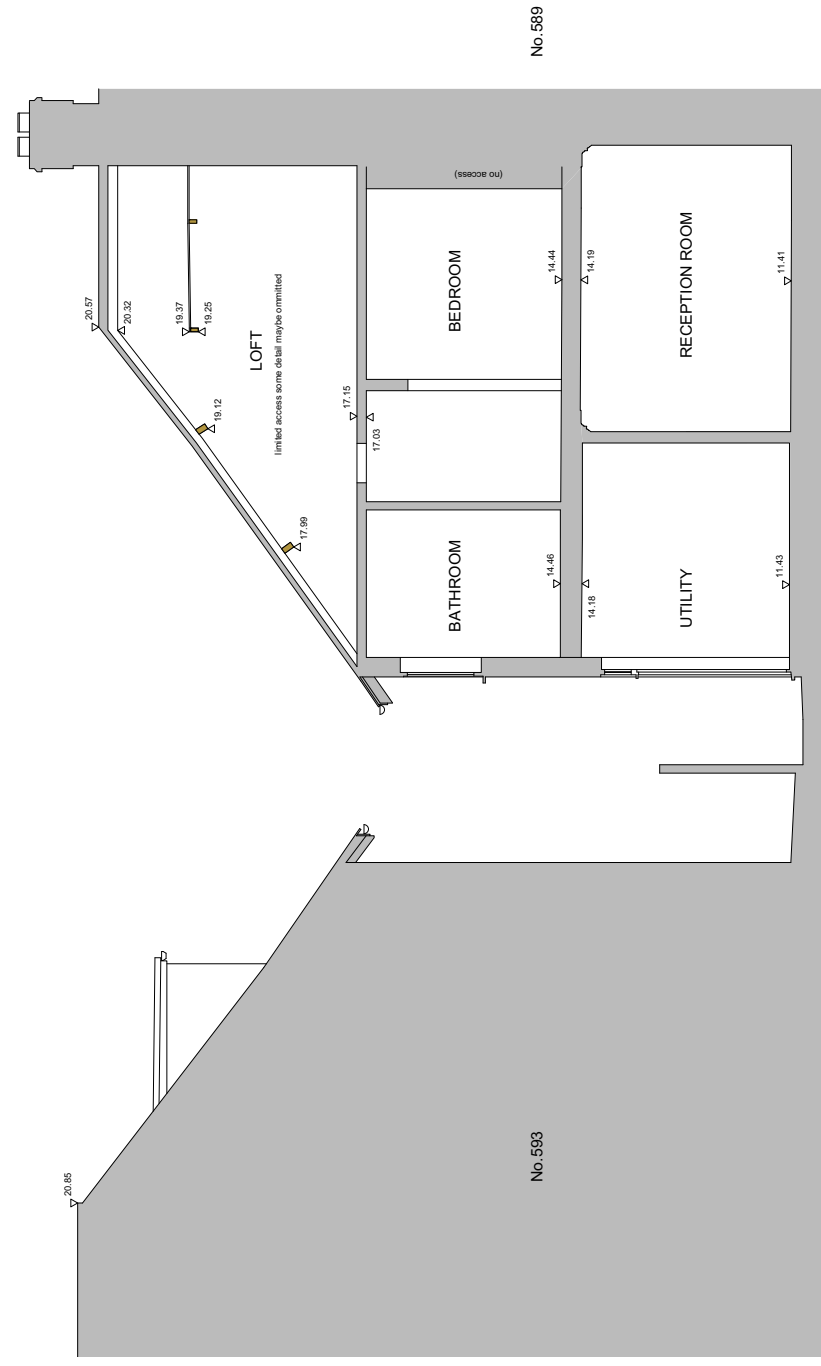 No.589
(no access)
20.57
20.32
19.37
19.25
LOFT
limited access some detail maybe ommitted
BEDROOM
14.44
14.19
RECEPTION ROOM
11.41
19.12
17.15
17.03
17.99
BATHROOM
14.46
14.18
UTILITY
11.43
20.85
No.593